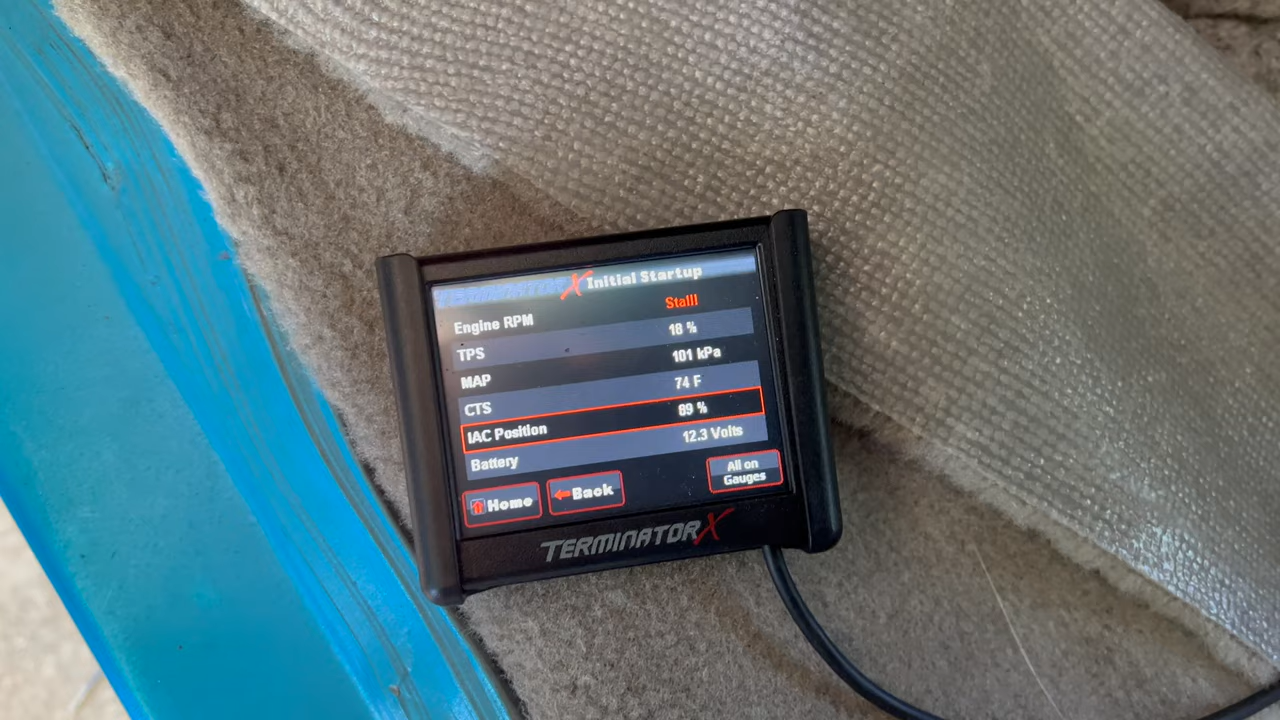 TERMINATOR X Initial Startup
Engine RPM Stall!
TPS 18 %
MAP 101 kPa
CTS 74 F
IAC Position 89 %
Battery 12.3 Volts
Home Back All on Gauges
TERMINATOR X